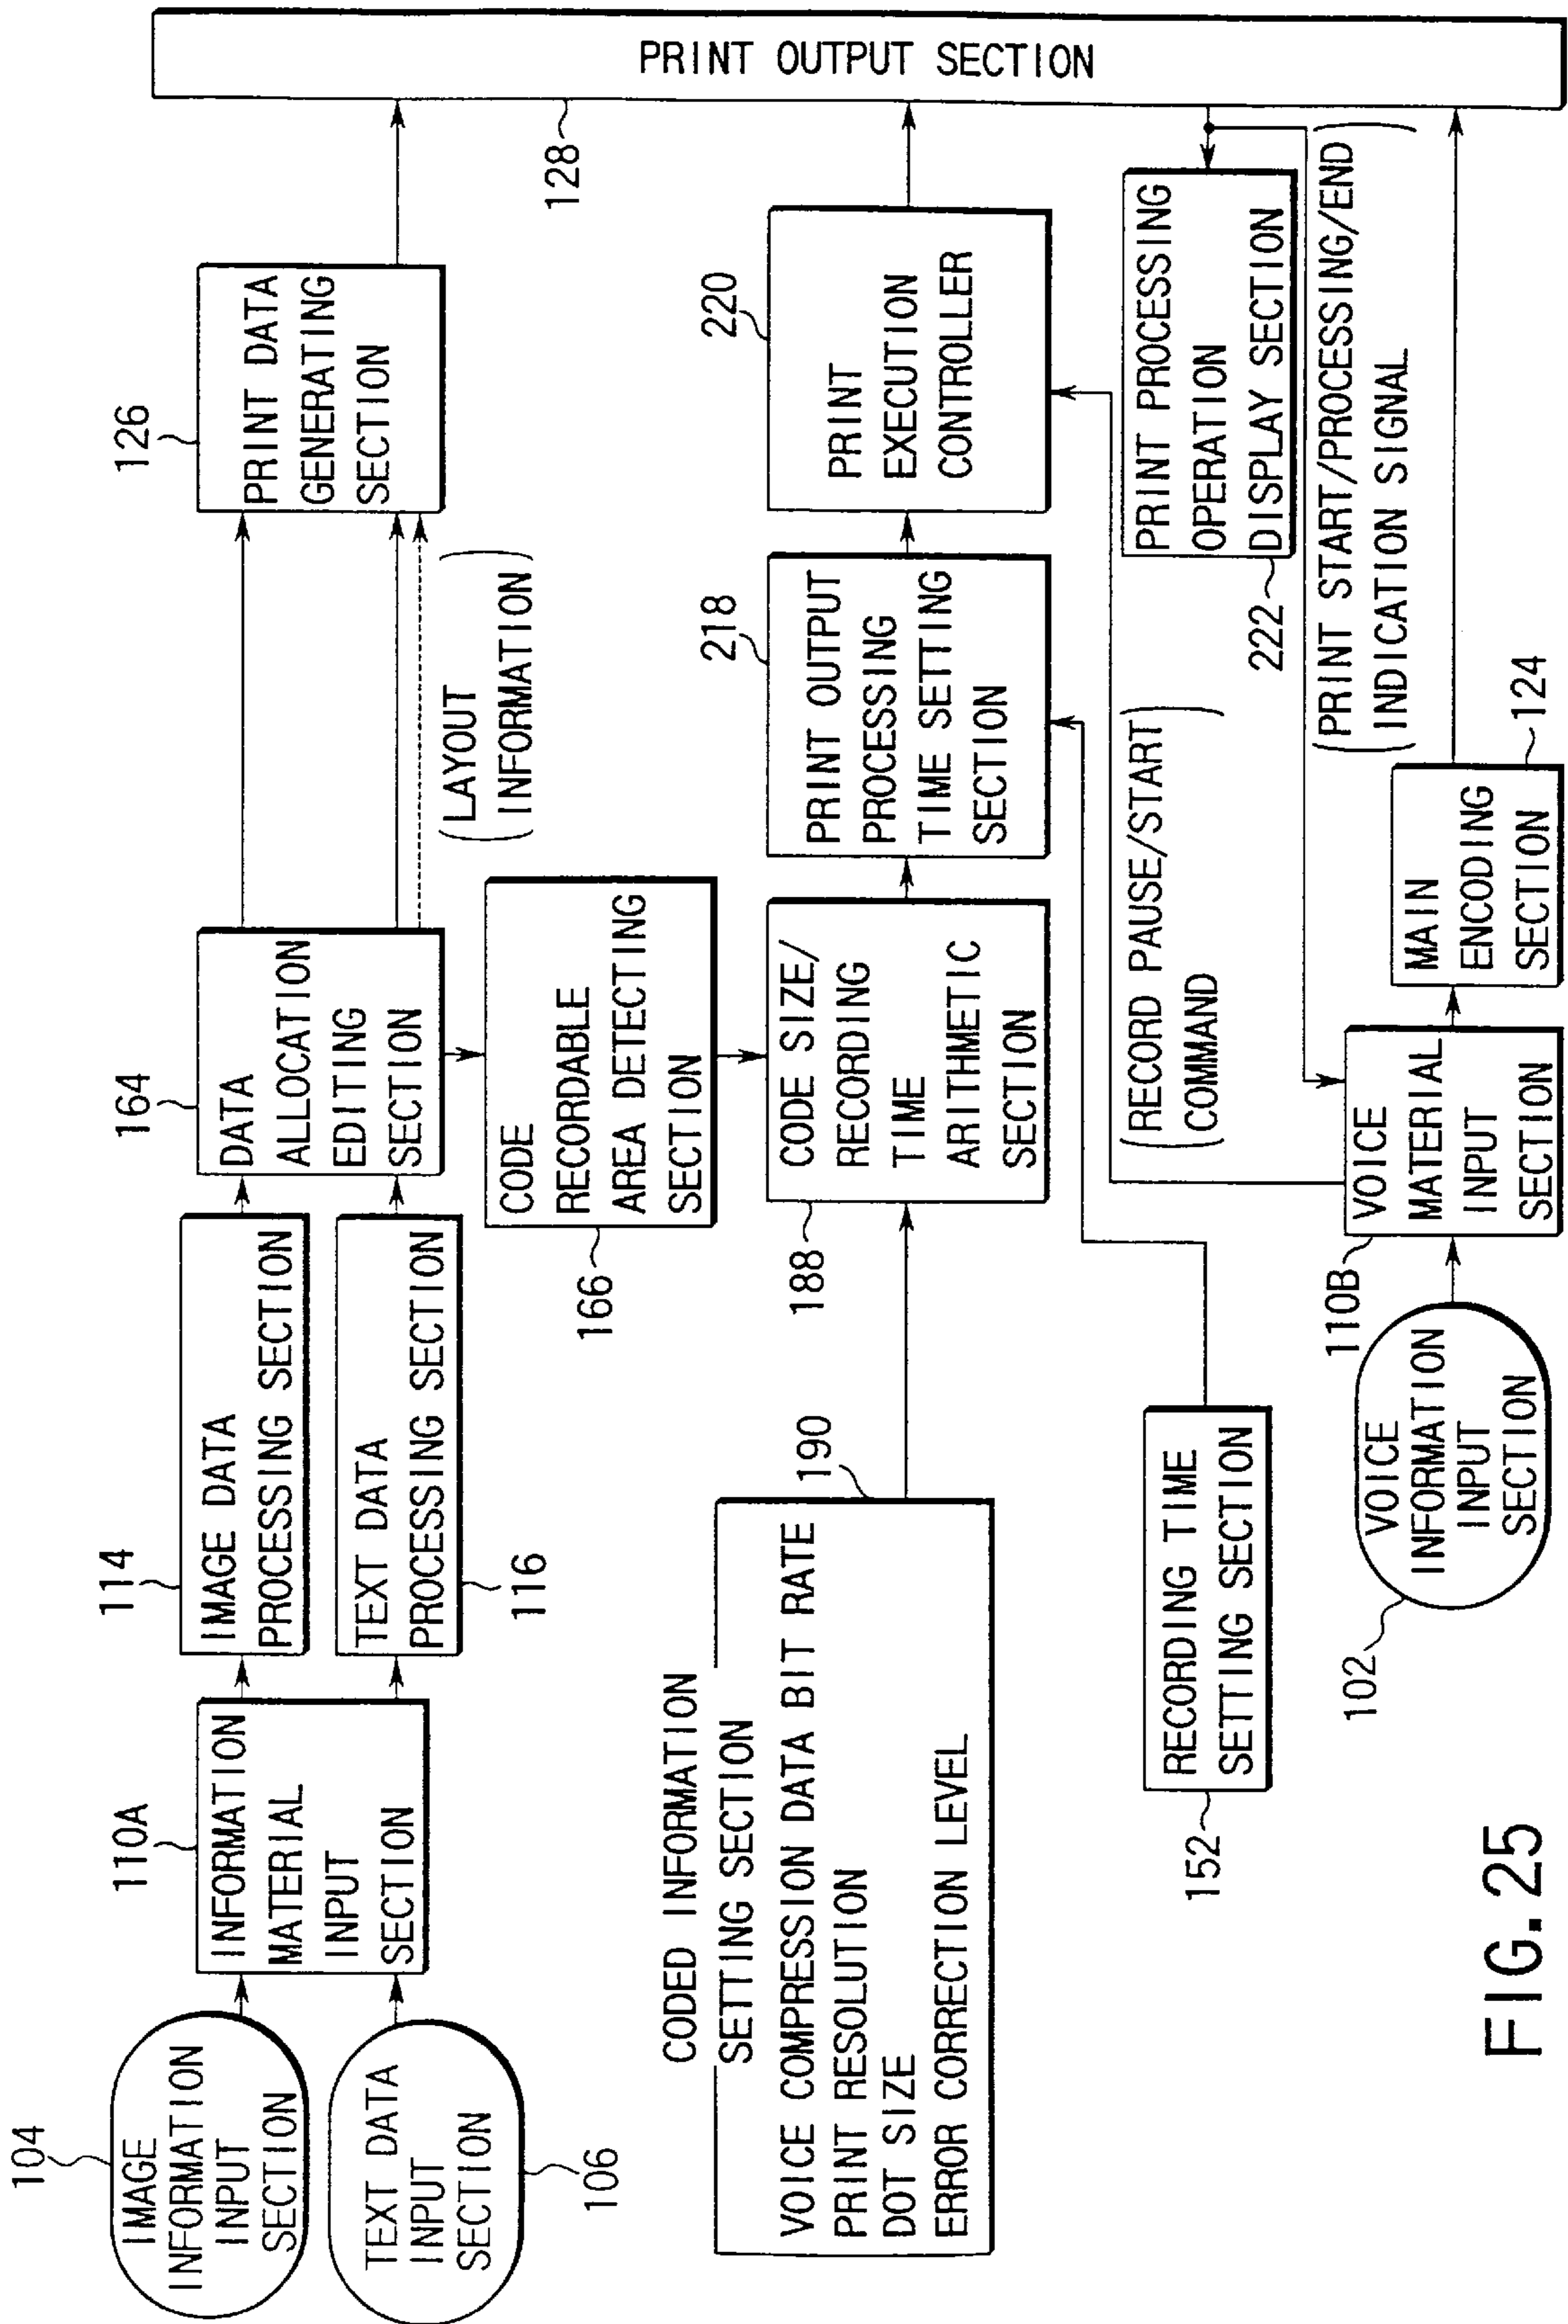 104
IMAGE
INFORMATION
INPUT
SECTION
TEXT DATA
INPUT
SECTION
106
110A
INFORMATION
MATERIAL
INPUT
SECTION
114
IMAGE DATA
PROCESSING SECTION
TEXT DATA
PROCESSING SECTION
116
164
DATA
ALLOCATION
EDITING
SECTION
(LAYOUT
INFORMATION)
126
PRINT DATA
GENERATING
SECTION
128
PRINT OUTPUT SECTION
CODE
RECORDABLE
AREA DETECTING
SECTION
166
CODED INFORMATION
SETTING SECTION
VOICE COMPRESSION DATA BIT RATE
PRINT RESOLUTION
DOT SIZE
ERROR CORRECTION LEVEL
190
188
CODE SIZE/
RECORDING
TIME
ARITHMETIC
SECTION
218
PRINT OUTPUT
PROCESSING
TIME SETTING
SECTION
220
PRINT
EXECUTION
CONTROLLER
PRINT PROCESSING
OPERATION
DISPLAY SECTION
222
152
RECORDING TIME
SETTING SECTION
(RECORD PAUSE/START
COMMAND)
(PRINT START/PROCESSING/END
INDICATION SIGNAL)
102
VOICE
INFORMATION
INPUT
SECTION
110B
VOICE
MATERIAL
INPUT
SECTION
MAIN
ENCODING
SECTION
124
FIG. 25